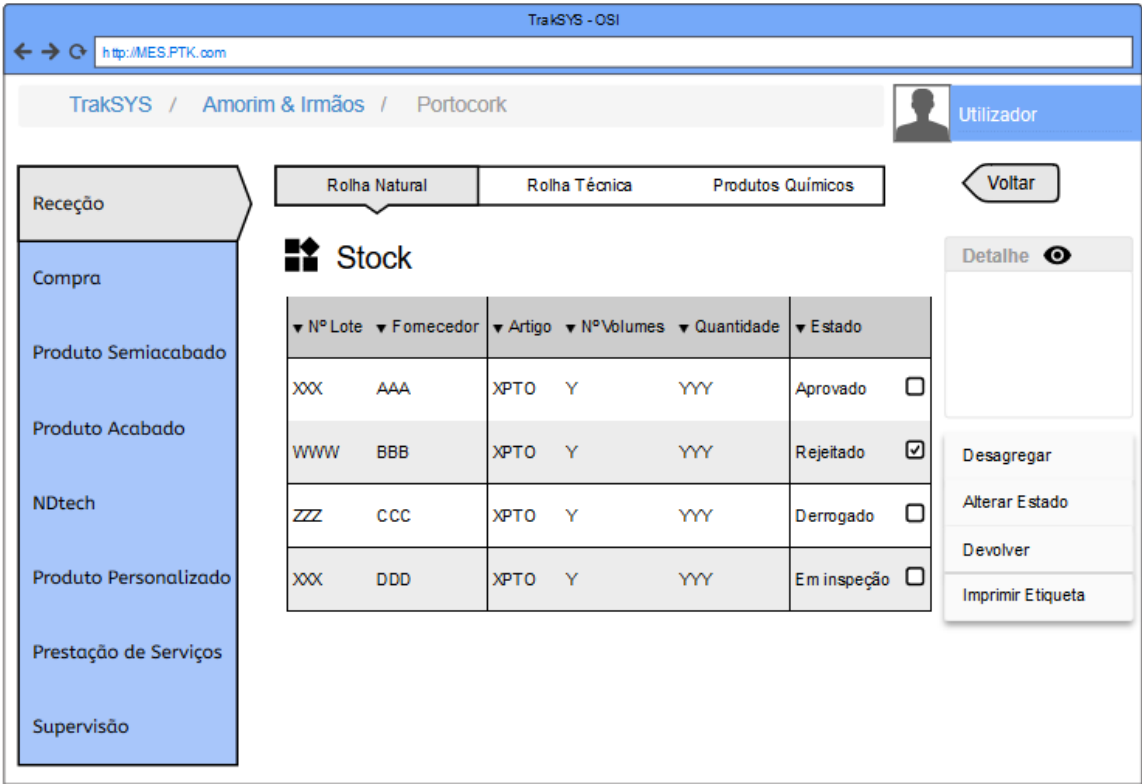 TrakSYS - OSI
http://MES.PTK.com
TrakSYS / Amorim & Irmãos / Portocork
Utilizador
Receção
Compra
Produto Semiacabado
Produto Acabado
NDtech
Produto Personalizado
Prestação de Serviços
Supervisão
Rolha Natural Rolha Técnica Produtos Químicos
Voltar
Stock
Nº Lote Fornecedor Artigo Nº Volumes Quantidade Estado
XXX AAA XPTO Y YYY Aprovado
WWW BBB XPTO Y YYY Rejeitado
ZZZ CCC XPTO Y YYY Derrogado
XXX DDD XPTO Y YYY Em inspeção
Detalhe
Desagregar
Alterar Estado
Devolver
Imprimir Etiqueta